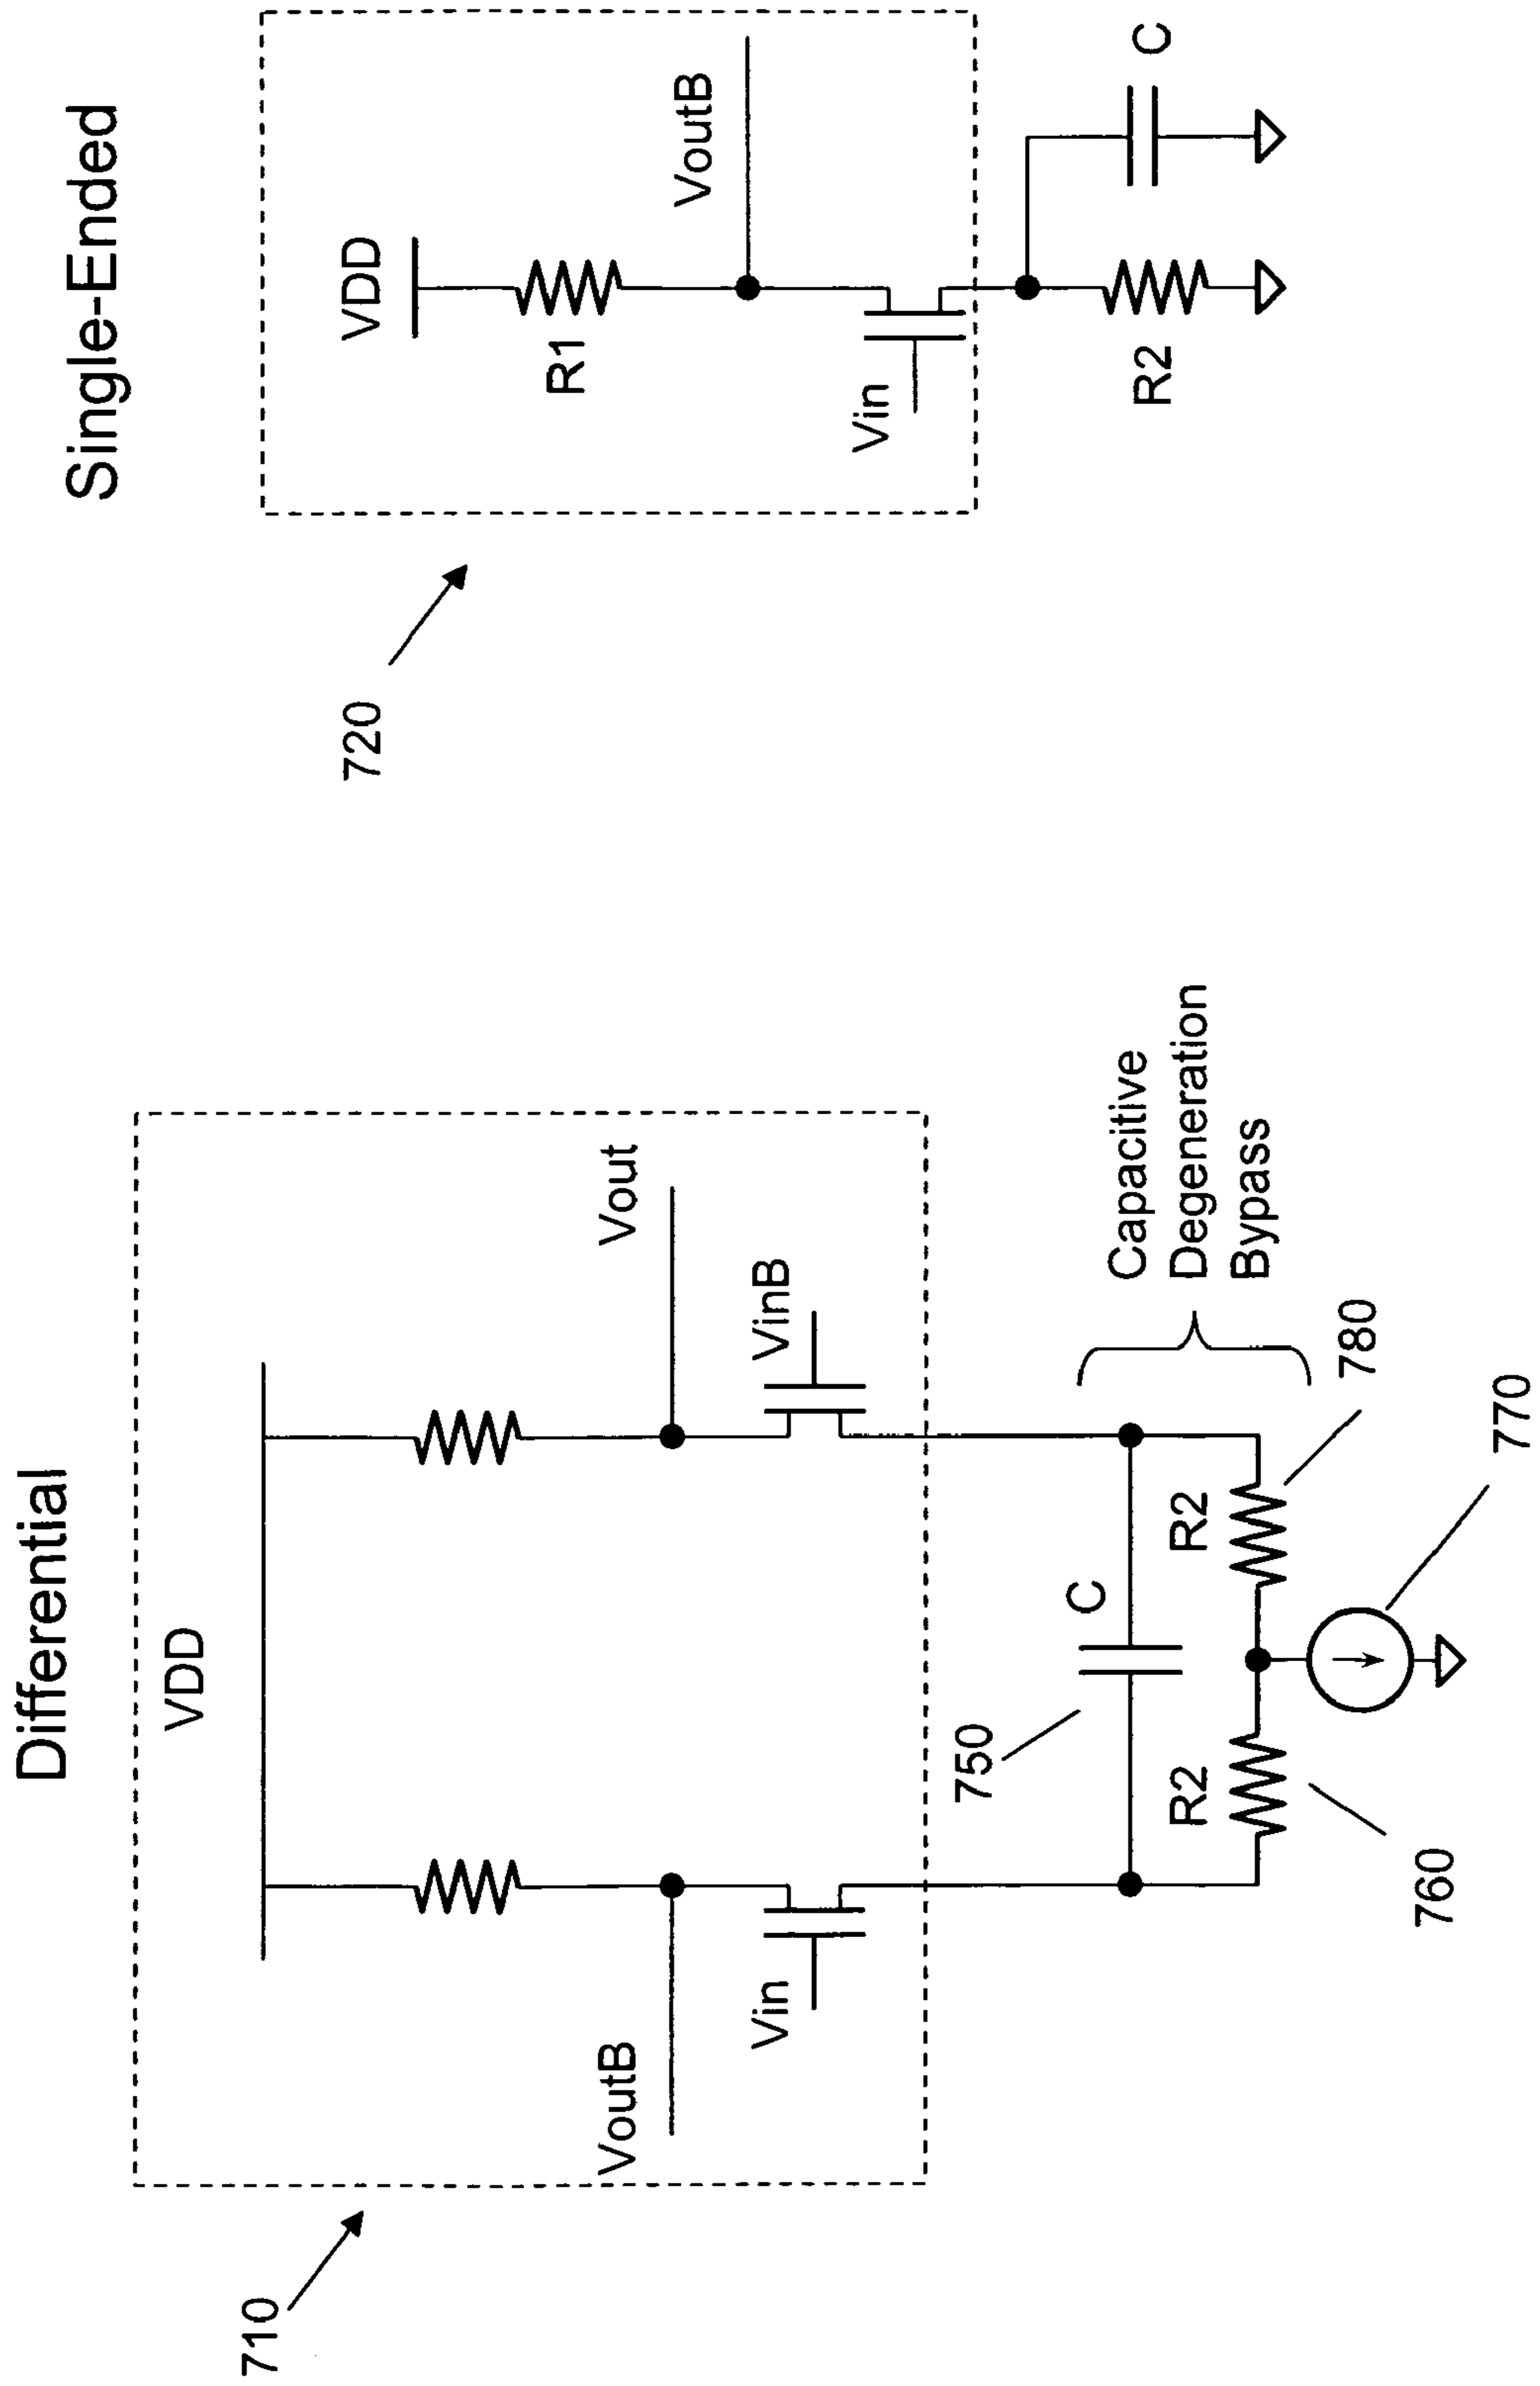 Differential
Single-Ended
710
VDD
VoutB
Vout
Vin
VinB
750
C
R2
R2
Capacitive
Degeneration
Bypass
760
780
770
720
VDD
R1
VoutB
Vin
R2
C